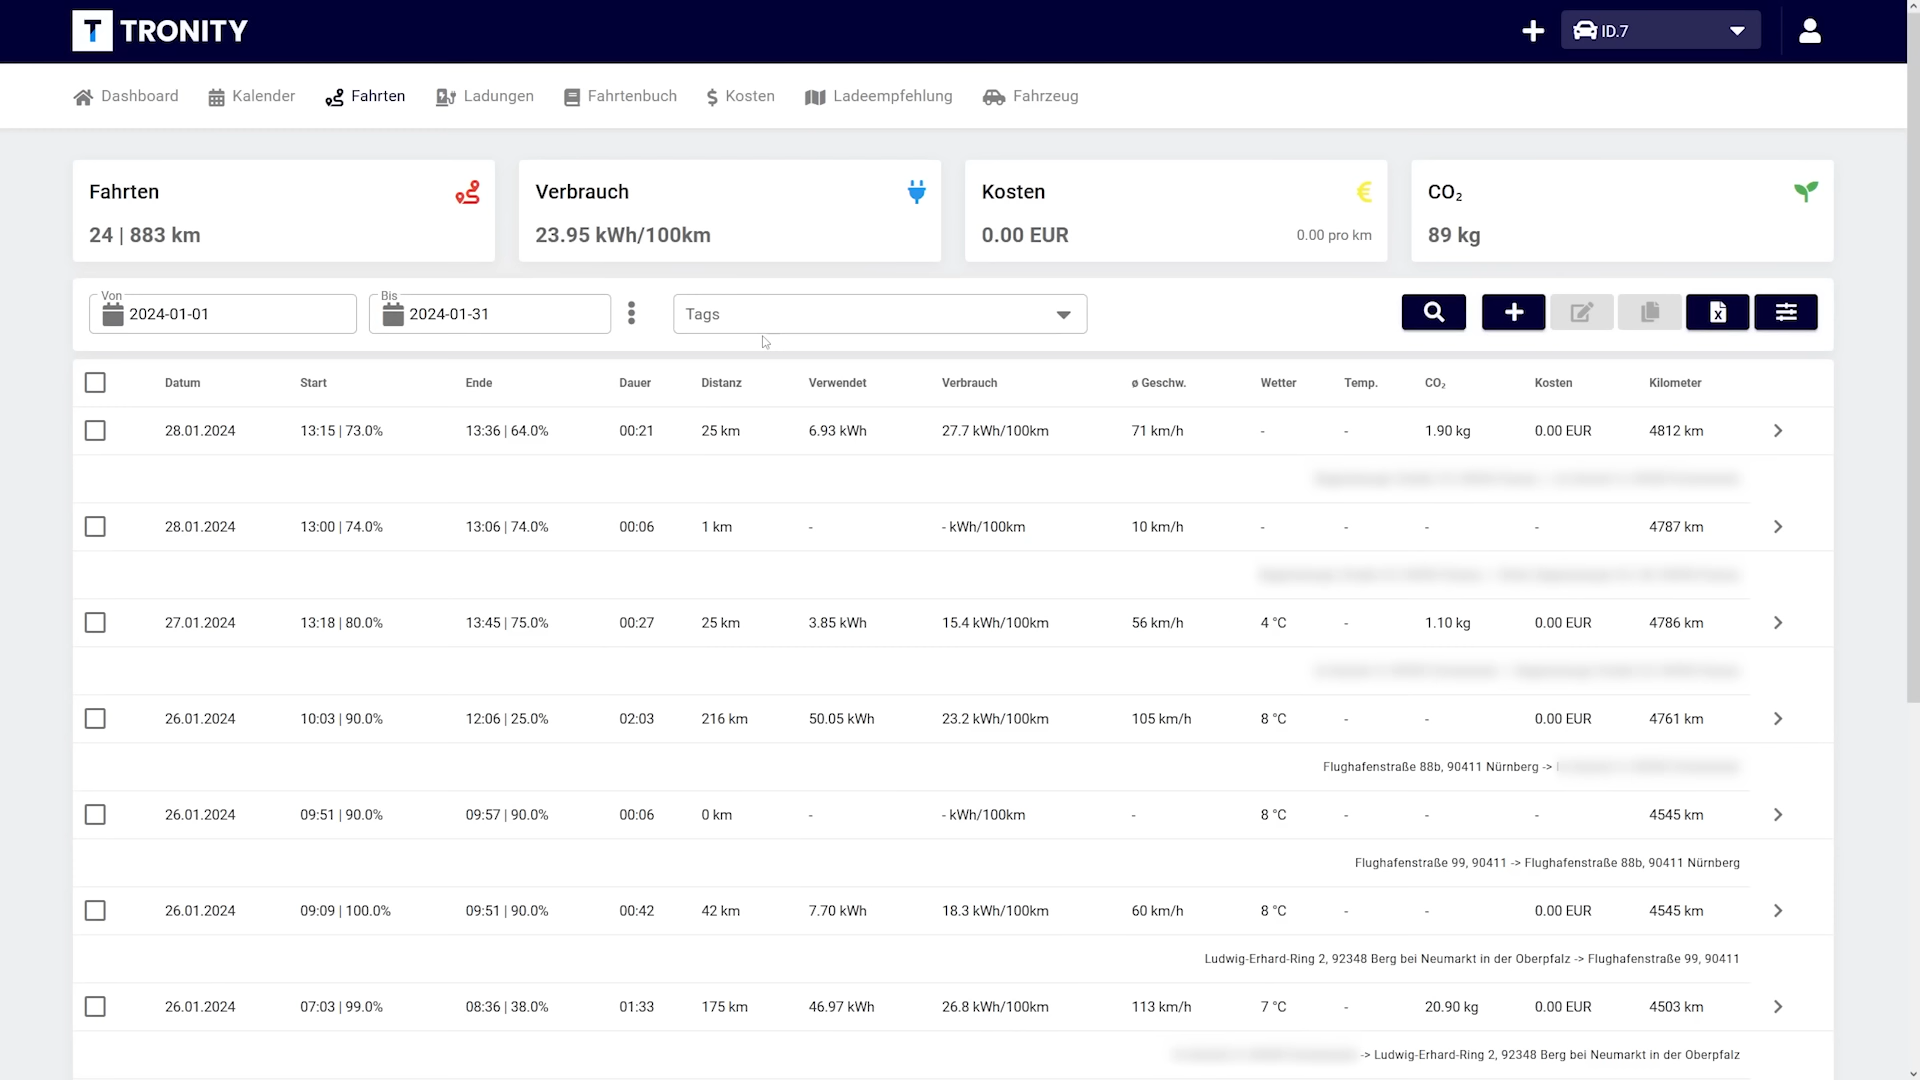 T TRONITY
ID.7
Dashboard Kalender Fahrten Ladungen Fahrtenbuch $ Kosten Ladeempfehlung Fahrzeug
Fahrten
24 | 883 km
Verbrauch
23.95 kWh/100km
Kosten €
0.00 EUR 0.00 pro km
CO₂
89 kg
Von
2024-01-01
Bis
2024-01-31
Tags
Datum Start Ende Dauer Distanz Verwendet Verbrauch ø Geschw. Wetter Temp. CO₂ Kosten Kilometer
28.01.2024 13:15 | 73.0% 13:36 | 64.0% 00:21 25 km 6.93 kWh 27.7 kWh/100km 71 km/h - - 1.90 kg 0.00 EUR 4812 km
28.01.2024 13:00 | 74.0% 13:06 | 74.0% 00:06 1 km - - kWh/100km 10 km/h - - - - 4787 km
27.01.2024 13:18 | 80.0% 13:45 | 75.0% 00:27 25 km 3.85 kWh 15.4 kWh/100km 56 km/h 4 °C - 1.10 kg 0.00 EUR 4786 km
26.01.2024 10:03 | 90.0% 12:06 | 25.0% 02:03 216 km 50.05 kWh 23.2 kWh/100km 105 km/h 8 °C - - 0.00 EUR 4761 km
Flughafenstraße 88b, 90411 Nürnberg ->
26.01.2024 09:51 | 90.0% 09:57 | 90.0% 00:06 0 km - - kWh/100km - 8 °C - - - 4545 km
Flughafenstraße 99, 90411 -> Flughafenstraße 88b, 90411 Nürnberg
26.01.2024 09:09 | 100.0% 09:51 | 90.0% 00:42 42 km 7.70 kWh 18.3 kWh/100km 60 km/h 8 °C - - 0.00 EUR 4545 km
Ludwig-Erhard-Ring 2, 92348 Berg bei Neumarkt in der Oberpfalz -> Flughafenstraße 99, 90411
26.01.2024 07:03 | 99.0% 08:36 | 38.0% 01:33 175 km 46.97 kWh 26.8 kWh/100km 113 km/h 7 °C - 20.90 kg 0.00 EUR 4503 km
-> Ludwig-Erhard-Ring 2, 92348 Berg bei Neumarkt in der Oberpfalz